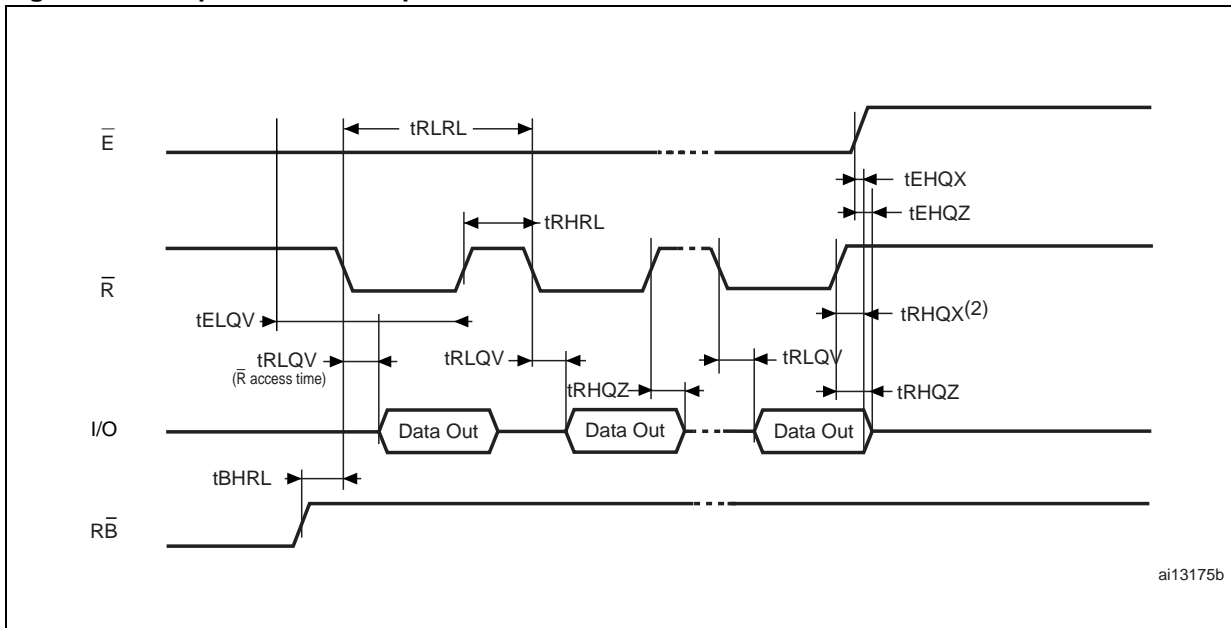 tRLRL
E̅
tEHQX
tEHQZ
tRHRL
R̅
tELQV
tRHQX(2)
tRLQV
(R̅ access time)
tRLQV
tRLQV
tRHQZ
tRHQZ
I/O
Data Out
Data Out
Data Out
tBHRL
RB̅
ai13175b